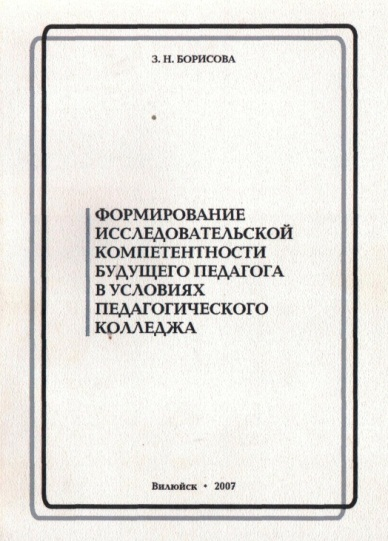 З. Н. БОРИСОВА
ФОРМИРОВАНИЕ
ИССЛЕДОВАТЕЛЬСКОЙ
КОМПЕТЕНТНОСТИ
БУДУЩЕГО ПЕДАГОГА
В УСЛОВИЯХ
ПЕДАГОГИЧЕСКОГО
КОЛЛЕДЖА
Вилюйск • 2007